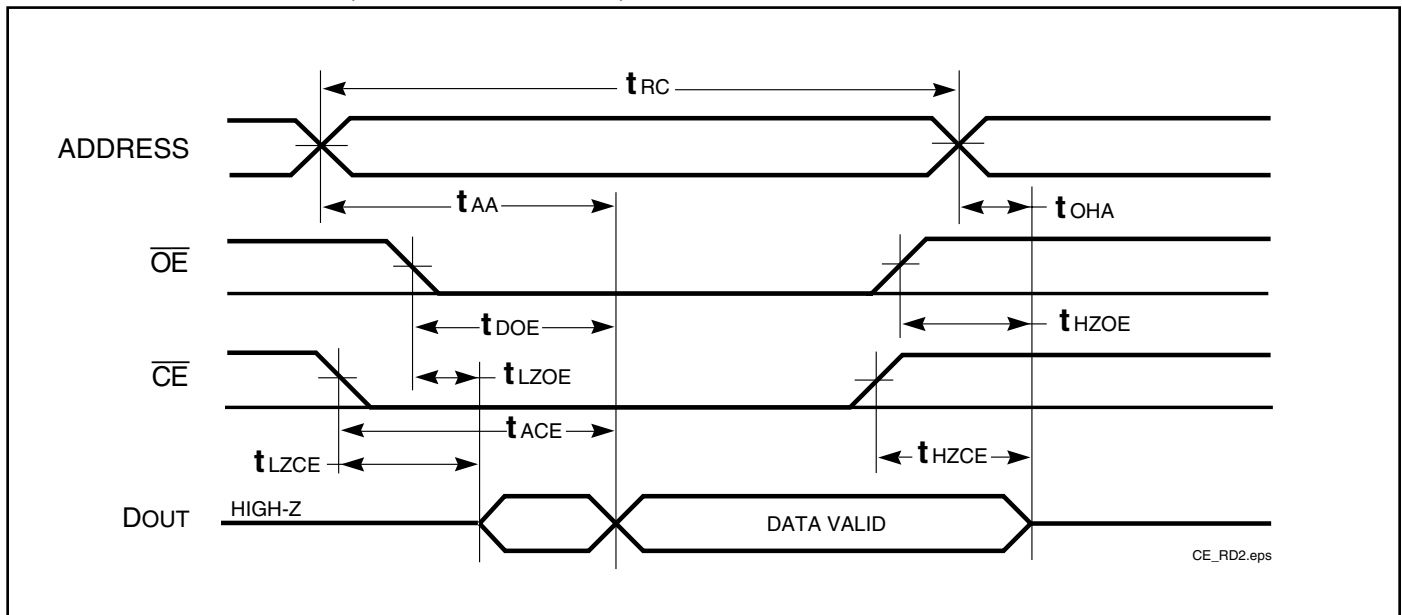 tRC
ADDRESS
tAA
tOHA
OE
tDOE
tHZOE
CE
tLZOE
tACE
tLZCE
tHZCE
DOUT
HIGH-Z
DATA VALID
CE_RD2.eps